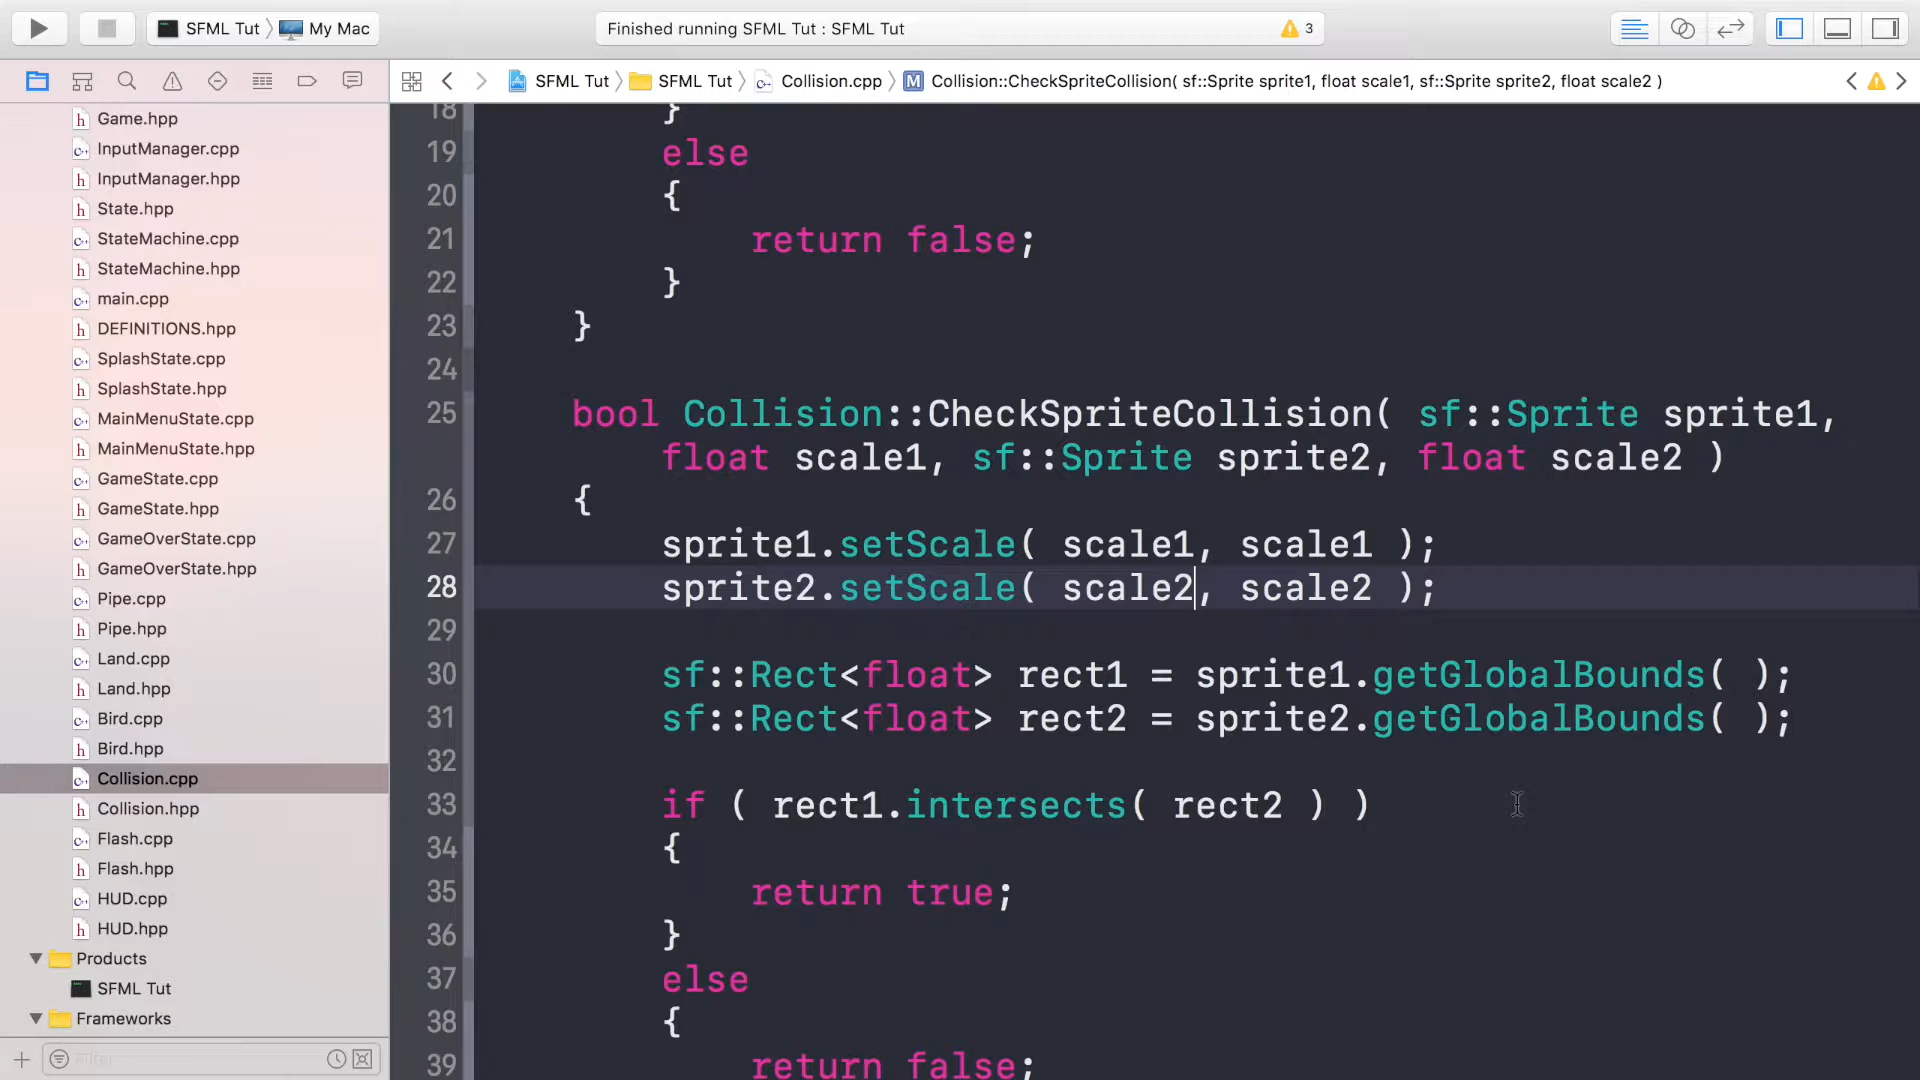 SFML Tut
My Mac
Finished running SFML Tut : SFML Tut
3
SFML Tut
SFML Tut
Collision.cpp
M
Collision::CheckSpriteCollision( sf::Sprite sprite1, float scale1, sf::Sprite sprite2, float scale2 )
Game.hpp
InputManager.cpp
InputManager.hpp
State.hpp
StateMachine.cpp
StateMachine.hpp
main.cpp
DEFINITIONS.hpp
SplashState.cpp
SplashState.hpp
MainMenuState.cpp
MainMenuState.hpp
GameState.cpp
GameState.hpp
GameOverState.cpp
GameOverState.hpp
Pipe.cpp
Pipe.hpp
Land.cpp
Land.hpp
Bird.cpp
Bird.hpp
Collision.cpp
Collision.hpp
Flash.cpp
Flash.hpp
HUD.cpp
HUD.hpp
Products
SFML Tut
Frameworks
Filter
18 }
19 else
20 {
21 return false;
22 }
23 }
24
25 bool Collision::CheckSpriteCollision( sf::Sprite sprite1,
float scale1, sf::Sprite sprite2, float scale2 )
26 {
27 sprite1.setScale( scale1, scale1 );
28 sprite2.setScale( scale2, scale2 );
29
30 sf::Rect<float> rect1 = sprite1.getGlobalBounds( );
31 sf::Rect<float> rect2 = sprite2.getGlobalBounds( );
32
33 if ( rect1.intersects( rect2 ) )
34 {
35 return true;
36 }
37 else
38 {
39 return false;